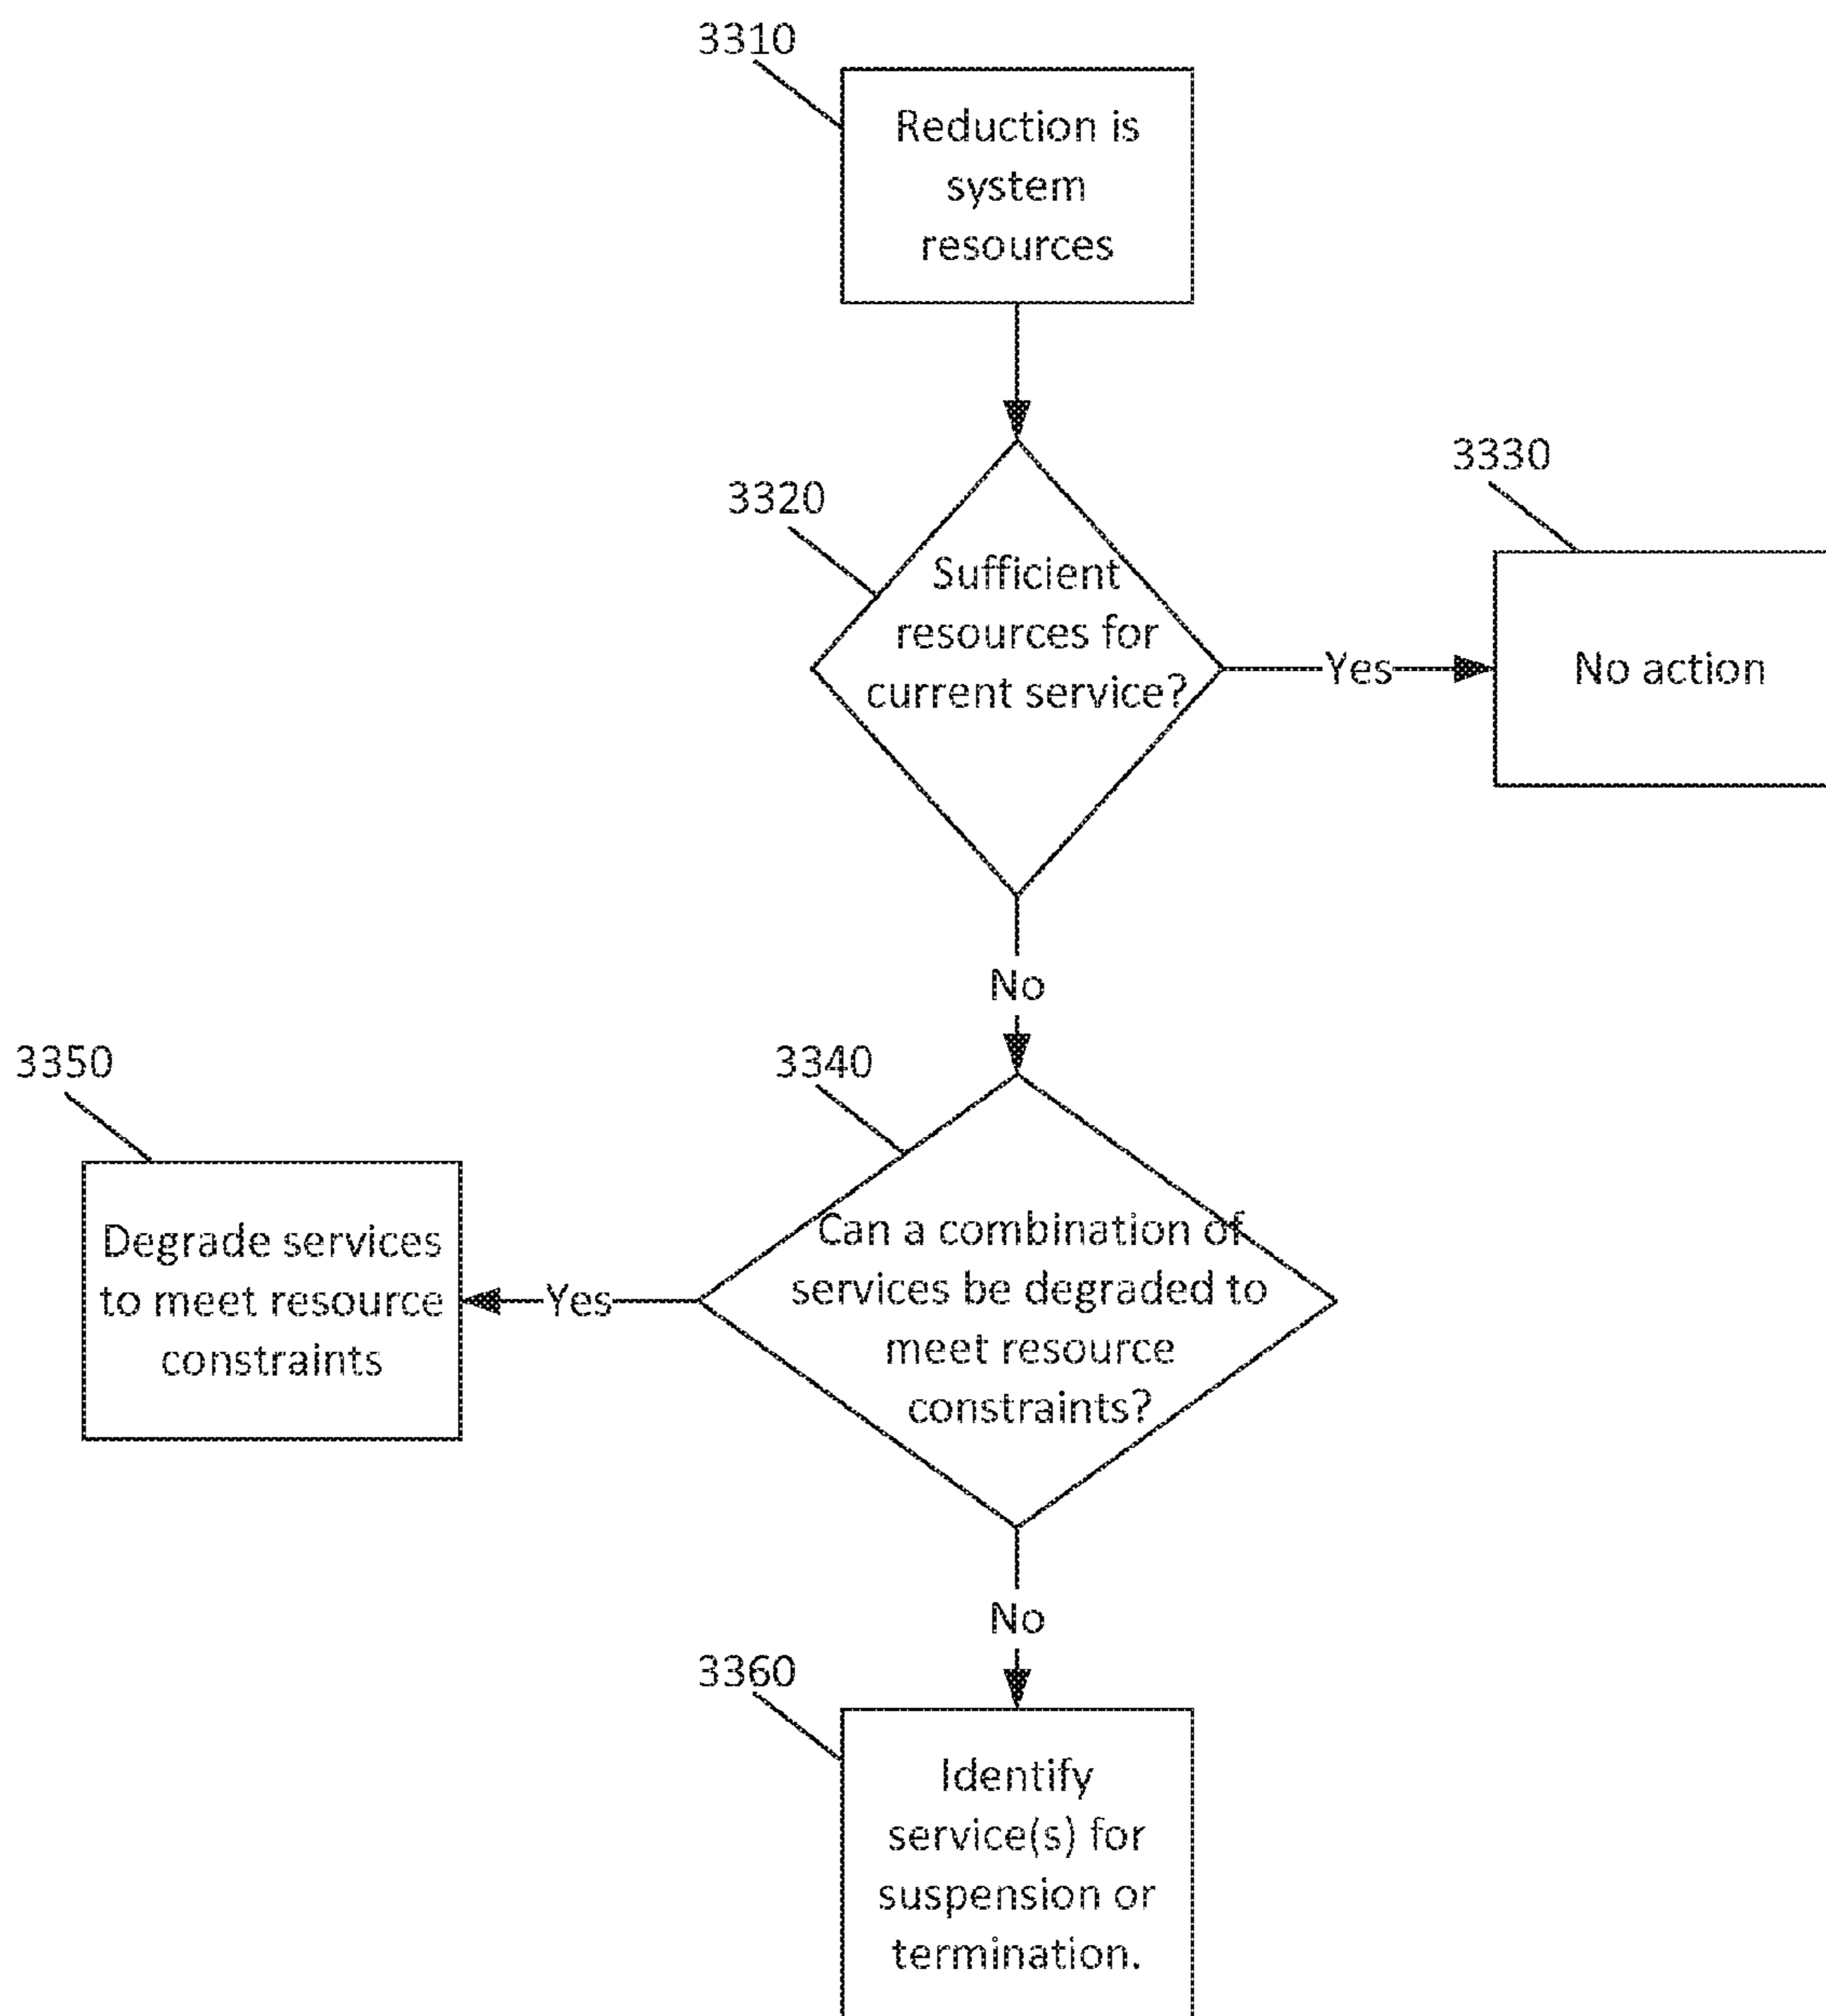 3310
Reduction is
system
resources
3320
Sufficient
resources for
current service?
Yes
3330
No action
No
3340
Can a combination of
services be degraded to
meet resource
constraints?
Yes
3350
Degrade services
to meet resource
constraints
No
3360
Identify
service(s) for
suspension or
termination.